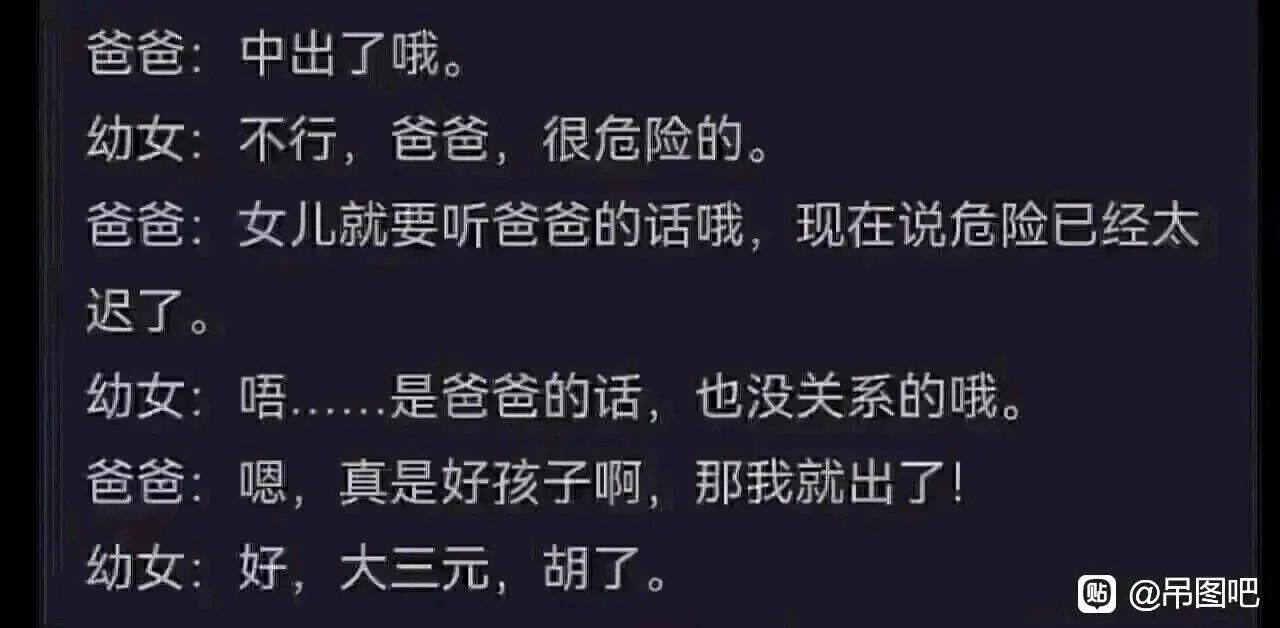 爸爸：中出了哦。
幼女：不行，爸爸，很危险的。
爸爸：女儿就要听爸爸的话哦，现在说危险已经太
迟了。
幼女：唔……是爸爸的话，也没关系的哦。
爸爸：嗯，真是好孩子啊，那我就出了！
幼女：好，大三元，胡了。
贴 @吊图吧